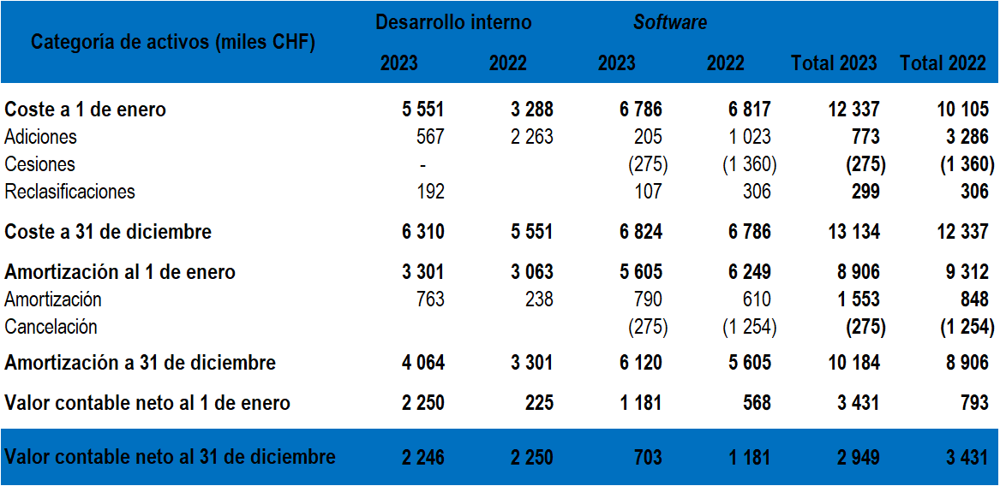 Categoría de activos (miles CHF) Desarrollo interno Software
2023 2022 2023 2022 Total 2023 Total 2022
Coste a 1 de enero 5 551 3 288 6 786 6 817 12 337 10 105
Adiciones 567 2 263 205 1 023 773 3 286
Cesiones - (275) (1 360) (275) (1 360)
Reclasificaciones 192 107 306 299 306
Coste a 31 de diciembre 6 310 5 551 6 824 6 786 13 134 12 337
Amortización al 1 de enero 3 301 3 063 5 605 6 249 8 906 9 312
Amortización 763 238 790 610 1 553 848
Cancelación (275) (1 254) (275) (1 254)
Amortización a 31 de diciembre 4 064 3 301 6 120 5 605 10 184 8 906
Valor contable neto al 1 de enero 2 250 225 1 181 568 3 431 793
Valor contable neto al 31 de diciembre 2 246 2 250 703 1 181 2 949 3 431